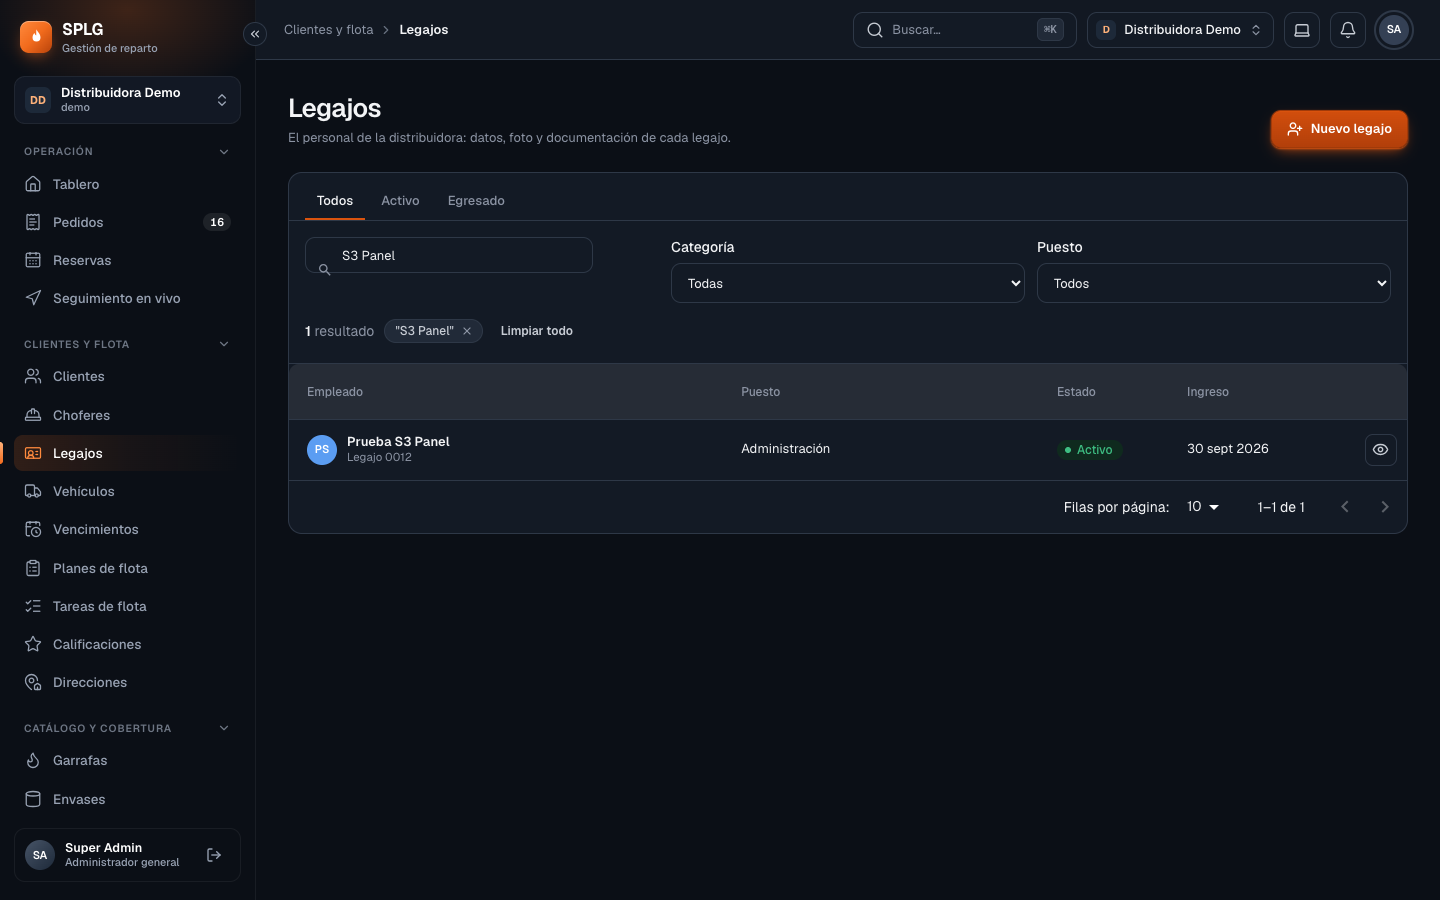 SPLG
Gestión de reparto
DD
Distribuidora Demo
demo
OPERACIÓN
Tablero
Pedidos 16
Reservas
Seguimiento en vivo
CLIENTES Y FLOTA
Clientes
Choferes
Legajos
Vehículos
Vencimientos
Planes de flota
Tareas de flota
Calificaciones
Direcciones
CATÁLOGO Y COBERTURA
Garrafas
Envases
SA
Super Admin
Administrador general
Clientes y flota > Legajos
Buscar... ⌘K
D Distribuidora Demo
SA
Legajos
El personal de la distribuidora: datos, foto y documentación de cada legajo.
Nuevo legajo
Todos Activo Egresado
S3 Panel
Categoría
Todas
Puesto
Todos
1 resultado "S3 Panel" × Limpiar todo
Empleado Puesto Estado Ingreso
PS
Prueba S3 Panel
Legajo 0012
Administración Activo 30 sept 2026
Filas por página: 10 1–1 de 1